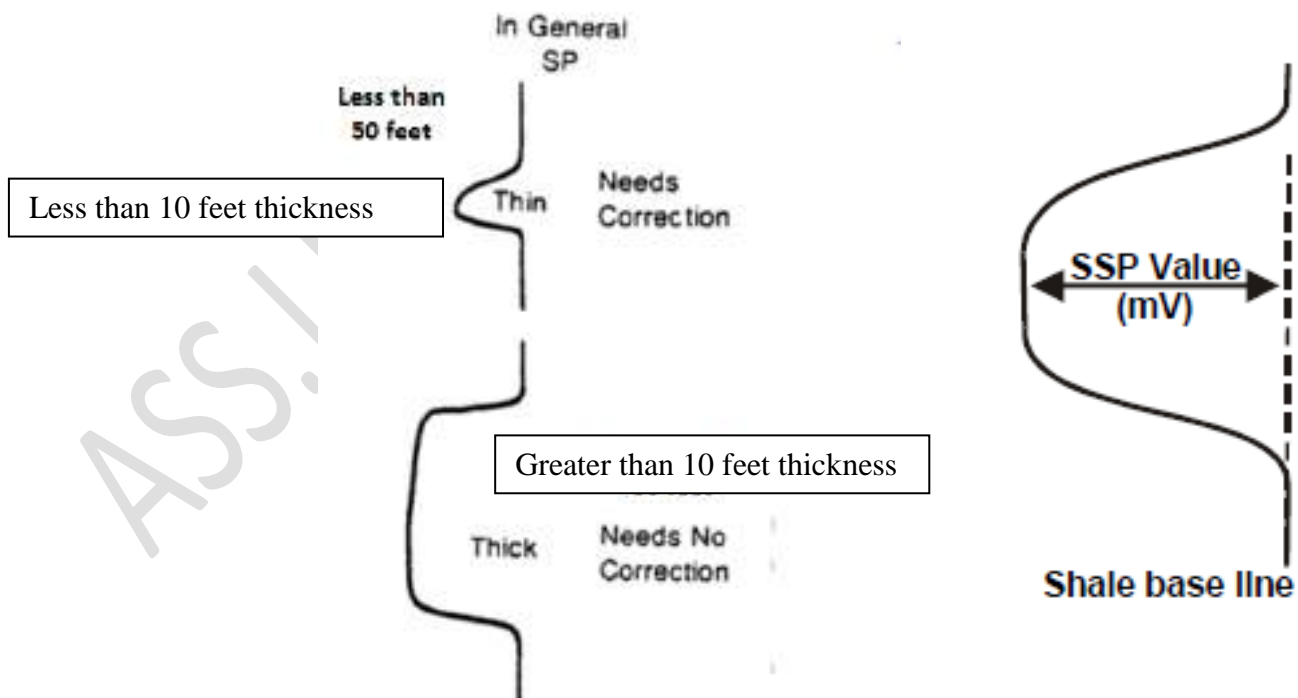 In General
SP
Less than
50 feet
Less than 10 feet thickness
Thin
Needs
Correction
Greater than 10 feet thickness
Thick
Needs No
Correction
SSP Value
(mV)
Shale base line
ASS.